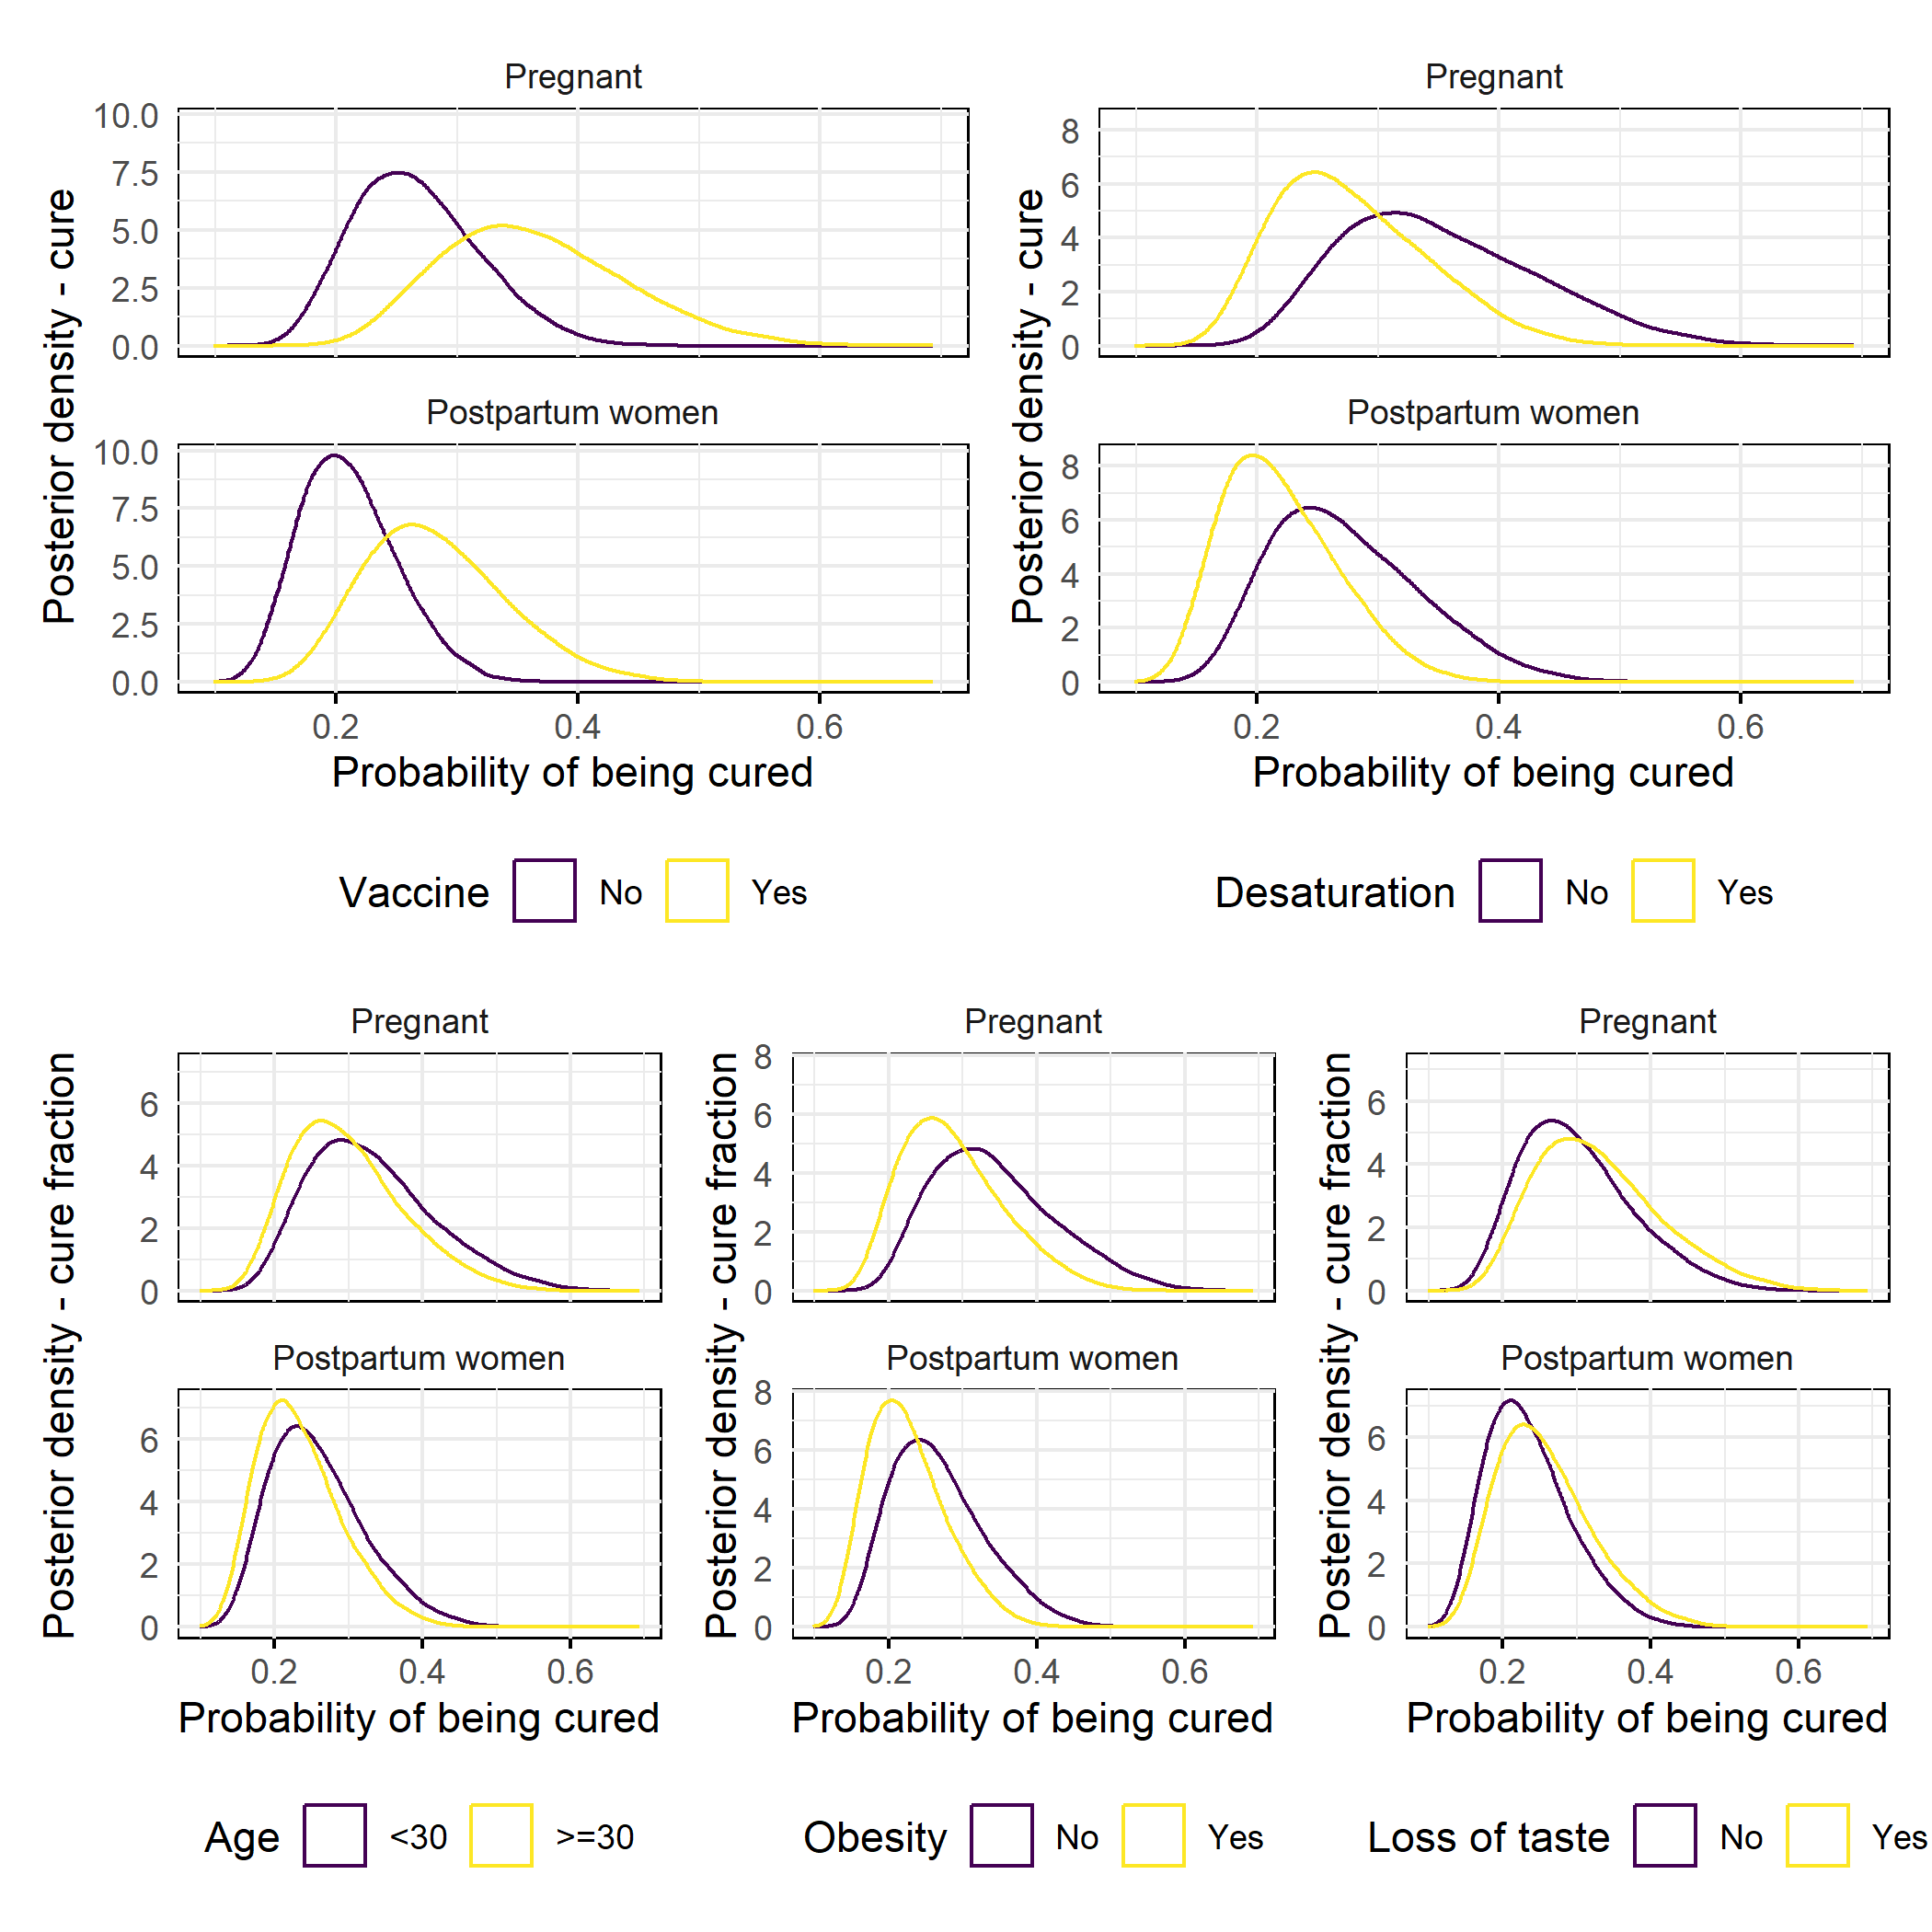 Pregnant
10.0
7.5
5.0
2.5
0.0
Postpartum women
10.0
7.5
5.0
2.5
0.0
0.2 0.4 0.6
Probability of being cured
Posterior density - cure
Vaccine No Yes
Pregnant
8
6
4
2
0
Postpartum women
8
6
4
2
0
0.2 0.4 0.6
Probability of being cured
Posterior density - cure
Desaturation No Yes
Pregnant
6
4
2
0
Postpartum women
6
4
2
0
0.2 0.4 0.6
Probability of being cured
Posterior density - cure fraction
Age <30 >=30
Pregnant
8
6
4
2
0
Postpartum women
8
6
4
2
0
0.2 0.4 0.6
Probability of being cured
Posterior density - cure fraction
Obesity No Yes
Pregnant
6
4
2
0
Postpartum women
6
4
2
0
0.2 0.4 0.6
Probability of being cured
Posterior density - cure fraction
Loss of taste No Yes